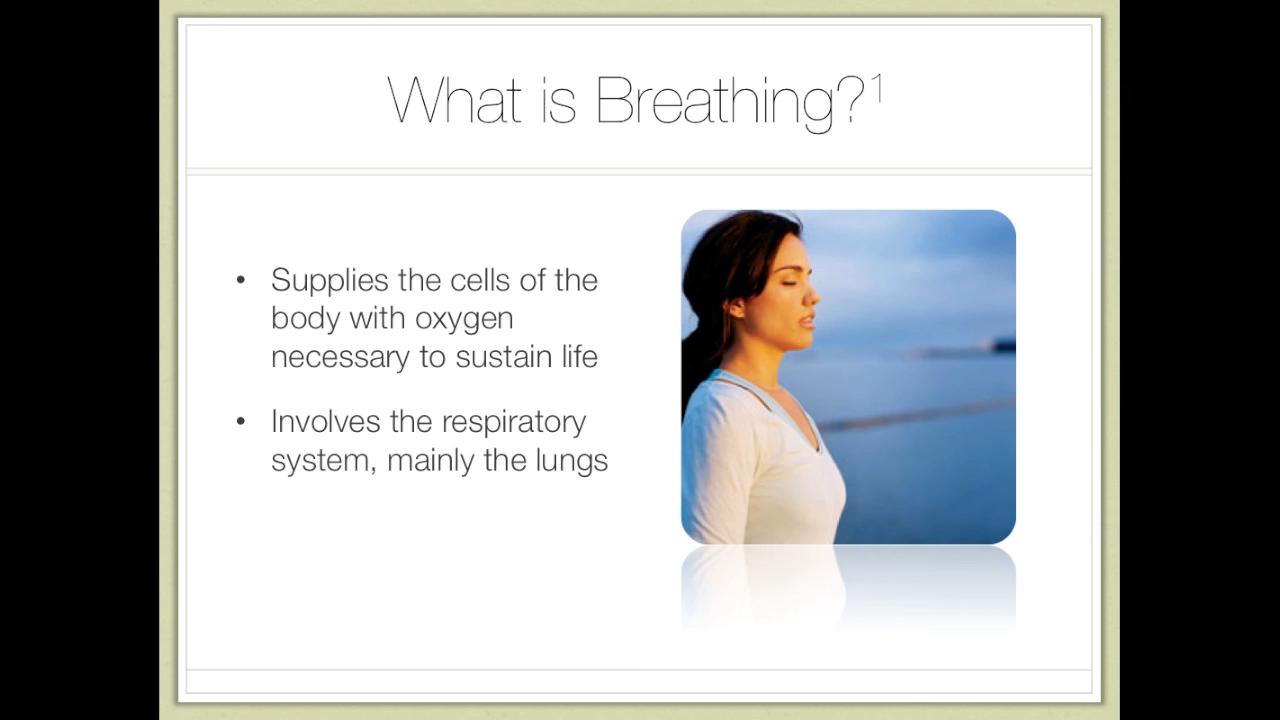 What is Breathing?¹
• Supplies the cells of the
body with oxygen
necessary to sustain life
• Involves the respiratory
system, mainly the lungs